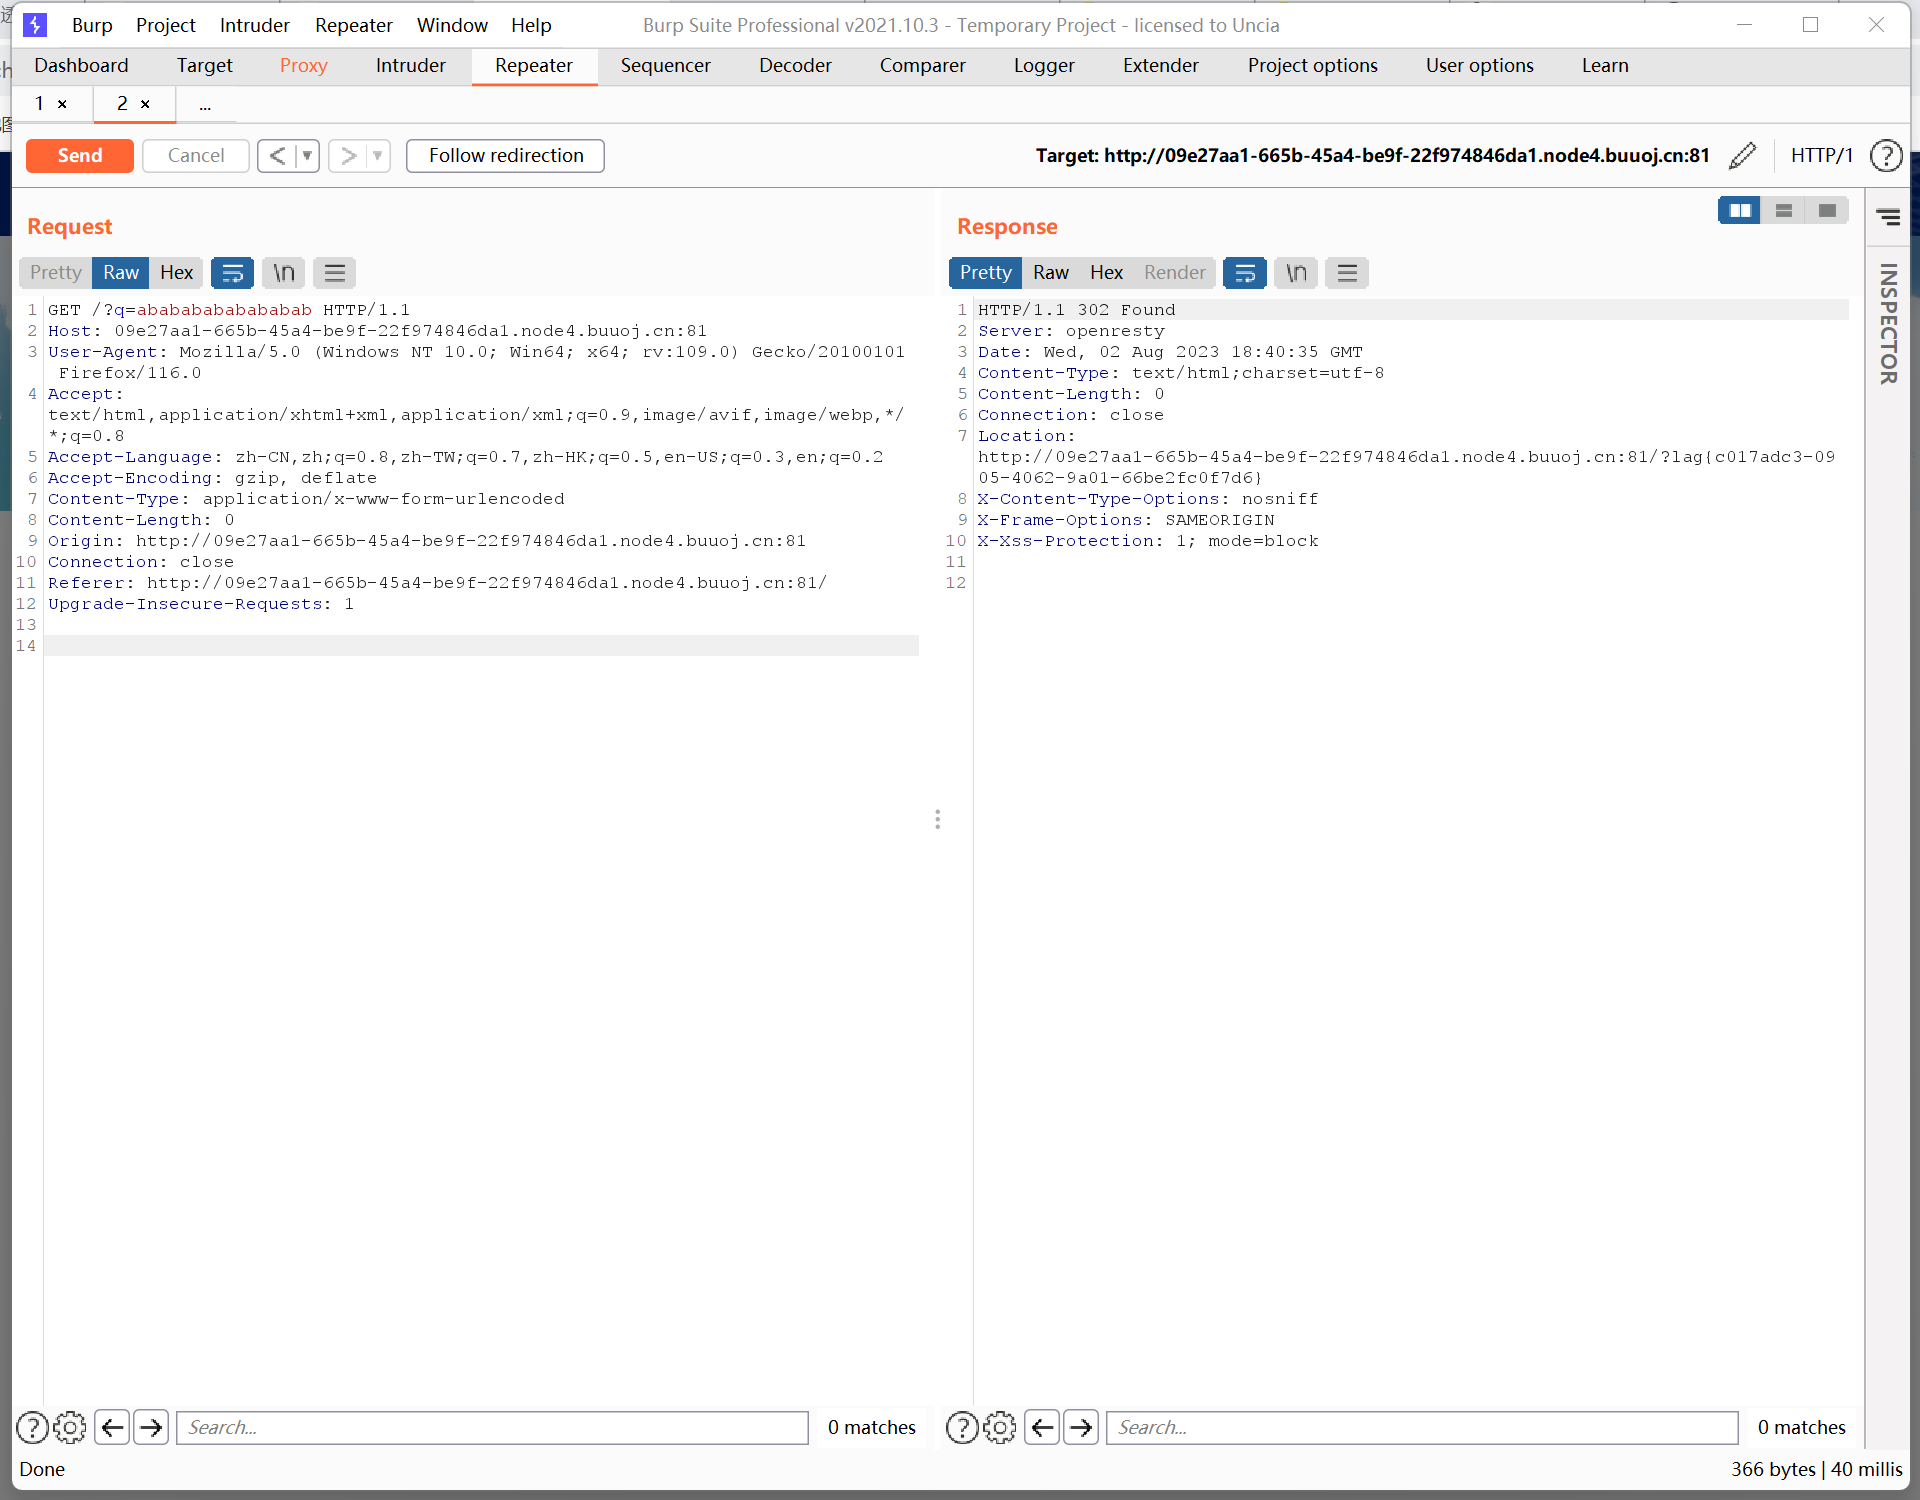 Burp Project Intruder Repeater Window Help Burp Suite Professional v2021.10.3 - Temporary Project - licensed to Uncia
Dashboard Target Proxy Intruder Repeater Sequencer Decoder Comparer Logger Extender Project options User options Learn
1 × 2 × ...
Send Cancel < > Follow redirection Target: http://09e27aa1-665b-45a4-be9f-22f974846da1.node4.buuoj.cn:81 HTTP/1 ?
Request
Pretty Raw Hex \n
1 GET /?q=abababababababab HTTP/1.1
2 Host: 09e27aa1-665b-45a4-be9f-22f974846da1.node4.buuoj.cn:81
3 User-Agent: Mozilla/5.0 (Windows NT 10.0; Win64; x64; rv:109.0) Gecko/20100101
Firefox/116.0
4 Accept:
text/html,application/xhtml+xml,application/xml;q=0.9,image/avif,image/webp,*/
*;q=0.8
5 Accept-Language: zh-CN,zh;q=0.8,zh-TW;q=0.7,zh-HK;q=0.5,en-US;q=0.3,en;q=0.2
6 Accept-Encoding: gzip, deflate
7 Content-Type: application/x-www-form-urlencoded
8 Content-Length: 0
9 Origin: http://09e27aa1-665b-45a4-be9f-22f974846da1.node4.buuoj.cn:81
10 Connection: close
11 Referer: http://09e27aa1-665b-45a4-be9f-22f974846da1.node4.buuoj.cn:81/
12 Upgrade-Insecure-Requests: 1
13
14
? Search... 0 matches
Response
Pretty Raw Hex Render \n
1 HTTP/1.1 302 Found
2 Server: openresty
3 Date: Wed, 02 Aug 2023 18:40:35 GMT
4 Content-Type: text/html;charset=utf-8
5 Content-Length: 0
6 Connection: close
7 Location:
http://09e27aa1-665b-45a4-be9f-22f974846da1.node4.buuoj.cn:81/?lag{c017adc3-09
05-4062-9a01-66be2fc0f7d6}
8 X-Content-Type-Options: nosniff
9 X-Frame-Options: SAMEORIGIN
10 X-Xss-Protection: 1; mode=block
11
12
? Search... 0 matches
INSPECTOR
Done 366 bytes | 40 millis